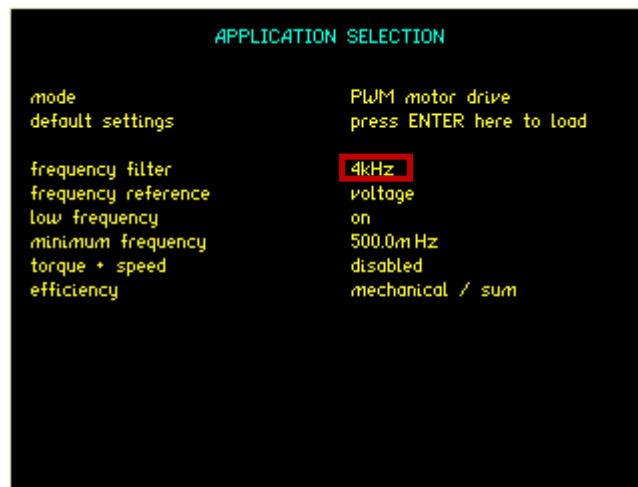 APPLICATION SELECTION
mode PWM motor drive
default settings press ENTER here to load
frequency filter 4kHz
frequency reference voltage
low frequency on
minimum frequency 500.0mHz
torque + speed disabled
efficiency mechanical / sum